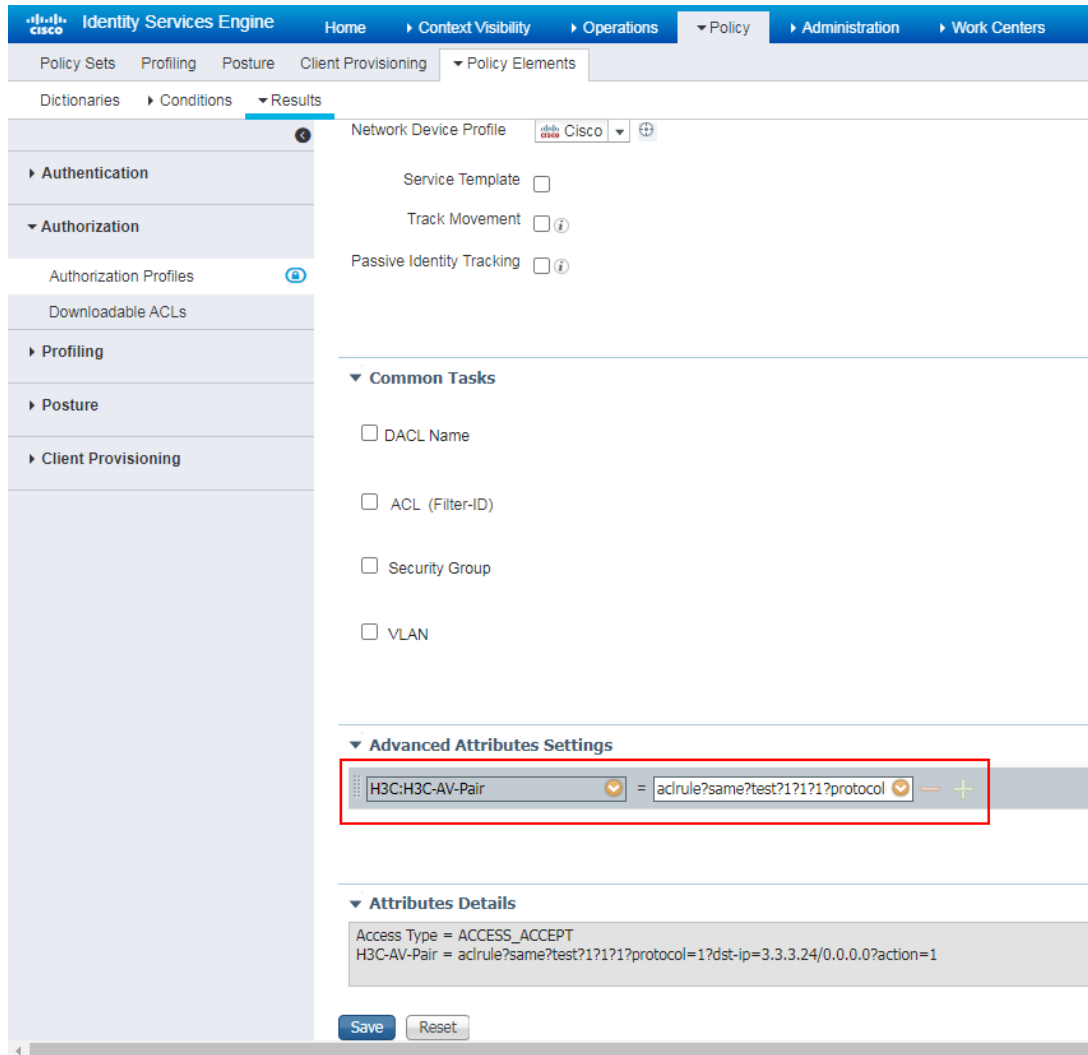 cisco Identity Services Engine Home Context Visibility Operations Policy Administration Work Centers
Policy Sets Profiling Posture Client Provisioning Policy Elements
Dictionaries Conditions Results
Authentication
Authorization
Authorization Profiles
Downloadable ACLs
Profiling
Posture
Client Provisioning
Network Device Profile cisco Cisco
Service Template
Track Movement i
Passive Identity Tracking i
Common Tasks
DACL Name
ACL (Filter-ID)
Security Group
VLAN
Advanced Attributes Settings
H3C:H3C-AV-Pair = aclrule?same?test?1?1?1?protocol
Attributes Details
Access Type = ACCESS_ACCEPT
H3C-AV-Pair = aclrule?same?test?1?1?1?protocol=1?dst-ip=3.3.3.24/0.0.0.0?action=1
Save Reset